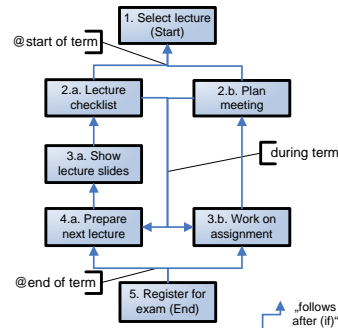 1. Select lecture
(Start)
@start of term
2.a. Lecture
checklist
2.b. Plan
meeting
during term
3.a. Show
lecture slides
4.a. Prepare
next lecture
3.b. Work on
assignment
@end of term
5. Register for
exam (End)
„follows
after (if)“